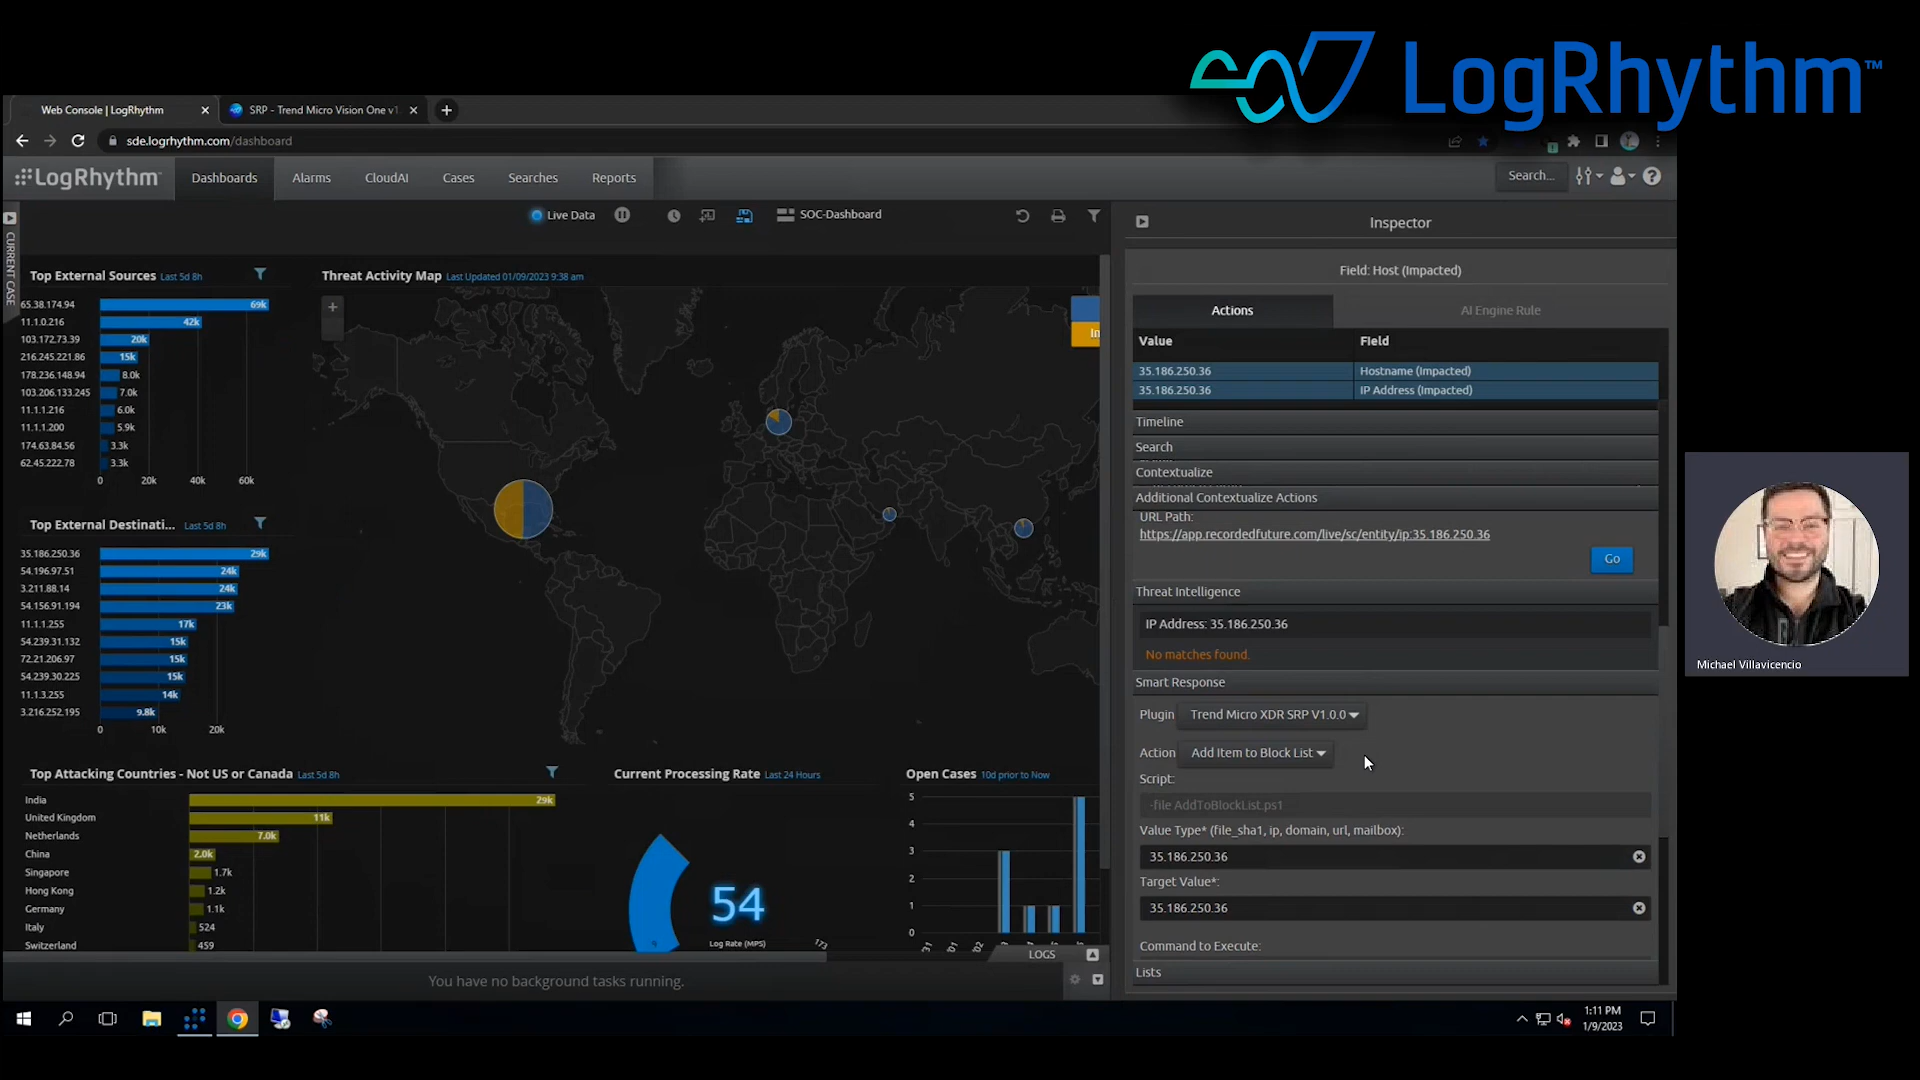 LogRhythm™
Web Console | LogRhythm
SRP - Trend Micro Vision One v1
sde.logrhythm.com/dashboard
LogRhythm
Dashboards
Alarms
CloudAI
Cases
Searches
Reports
Search...
CURRENT CASE
Live Data
SOC-Dashboard
Top External Sources Last 5d 8h
65.38.174.94 69k
11.1.0.216 42k
103.172.73.39 20k
216.245.221.86 15k
178.236.148.94 8.0k
103.206.133.245 7.0k
11.1.1.216 6.0k
11.1.1.200 5.9k
174.63.84.56 3.3k
62.45.222.78 3.3k
0 20k 40k 60k
Threat Activity Map Last Updated 01/09/2023 9:38 am
+
In
Top External Destinati... Last 5d 8h
35.186.250.36 29k
54.196.97.51 24k
3.211.88.14 24k
54.156.91.194 23k
11.1.1.255 17k
54.239.31.132 15k
72.21.206.97 15k
54.239.30.225 15k
11.1.3.255 14k
3.216.252.195 9.8k
0 10k 20k
Top Attacking Countries - Not US or Canada Last 5d 8h
India 29k
United Kingdom 11k
Netherlands 7.0k
China 2.0k
Singapore 1.7k
Hong Kong 1.2k
Germany 1.1k
Italy 524
Switzerland 459
Current Processing Rate Last 24 Hours
54
Log Rate (MPS)
173
Open Cases 10d prior to Now
5
4
3
2
1
0
31 01 02
LOGS
You have no background tasks running.
Inspector
Field: Host (Impacted)
Actions
AI Engine Rule
Value Field
35.186.250.36 Hostname (Impacted)
35.186.250.36 IP Address (Impacted)
Timeline
Search
Contextualize
Additional Contextualize Actions
URL Path:
https://app.recordedfuture.com/live/sc/entity/ip:35.186.250.36
Go
Threat Intelligence
IP Address: 35.186.250.36
No matches found.
Smart Response
Plugin Trend Micro XDR SRP V1.0.0
Action Add Item to Block List
Script:
-file AddToBlockList.ps1
Value Type* (file_sha1, ip, domain, url, mailbox):
35.186.250.36
Target Value*:
35.186.250.36
Command to Execute:
Lists
Michael Villavicencio
1:11 PM
1/9/2023